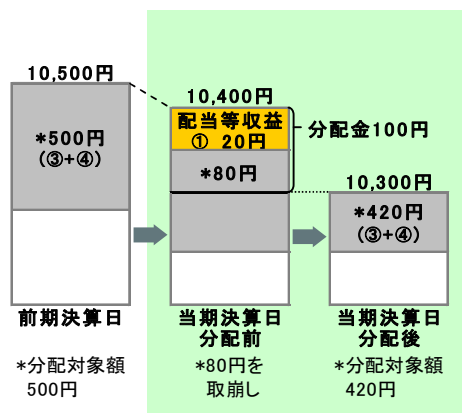 10,500円
*500円
(③+④)
前期決算日
*分配対象額
500円
10,400円
配当等収益
① 20円
*80円
分配金100円
当期決算日
分配前
*80円を
取崩し
10,300円
*420円
(③+④)
当期決算日
分配後
*分配対象額
420円